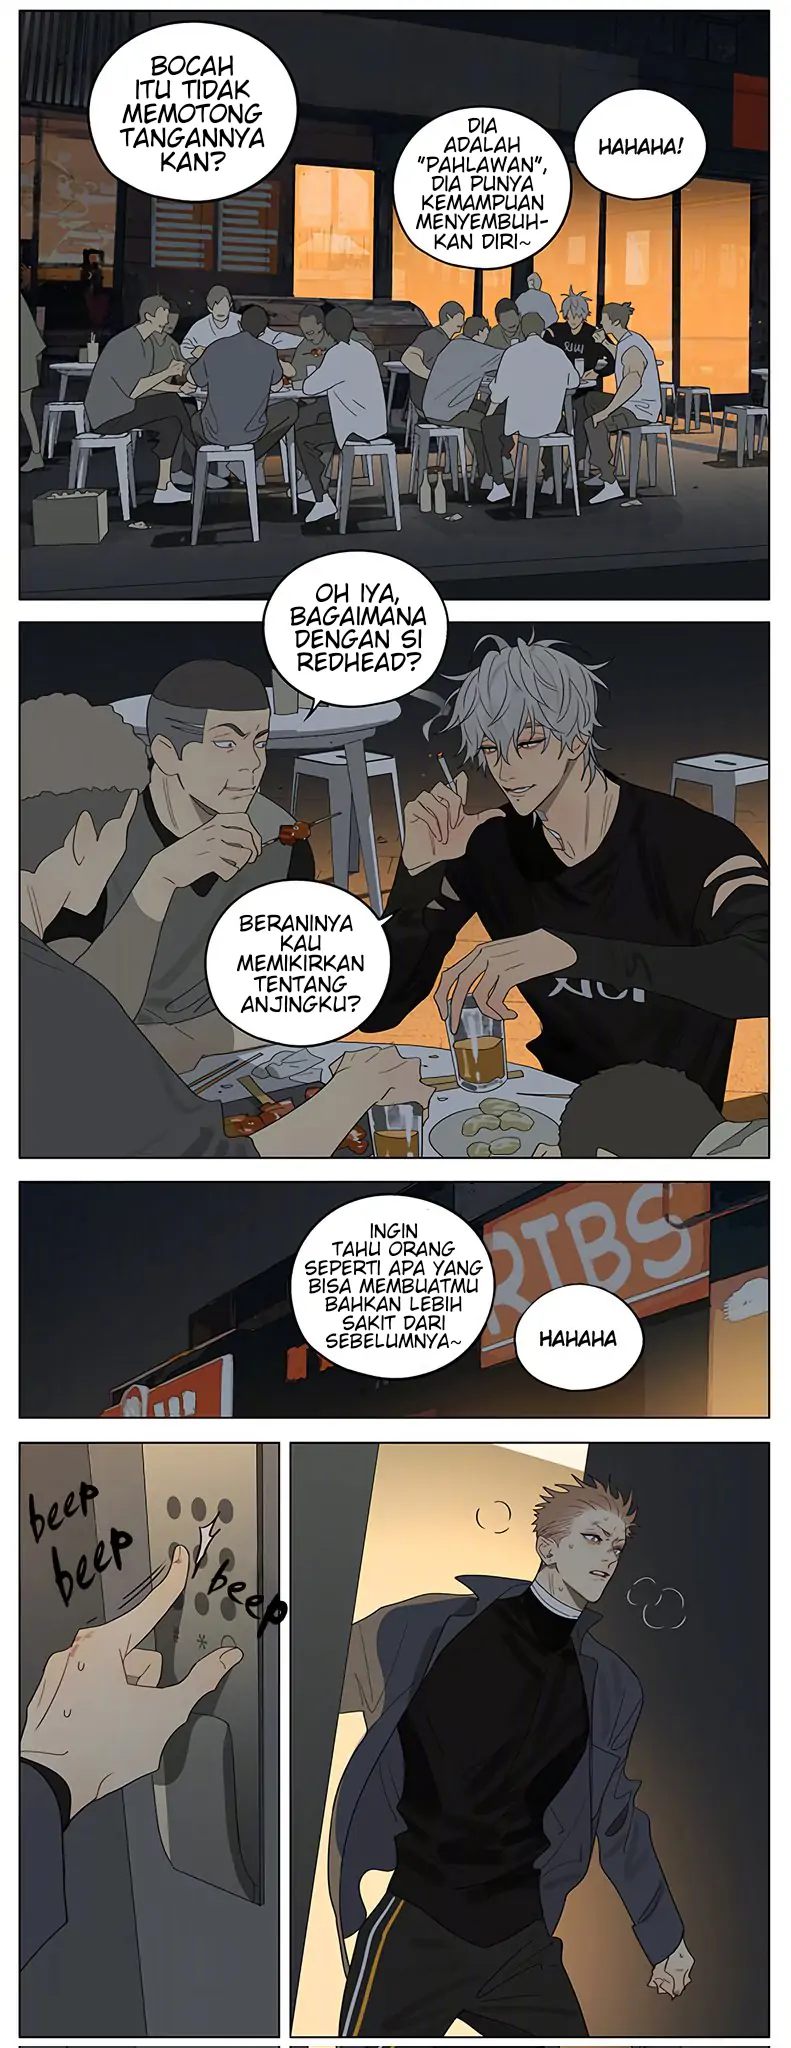 BOCAH
ITU TIDAK
MEMOTONG
TANGANNYA
KAN?
DIA
ADALAH
"PAHLAWAN",
DIA PUNYA
KEMAMPUAN
MENYEMBUH-
KAN DIRI~
HAHAHA!
OH IYA,
BAGAIMANA
DENGAN SI
REDHEAD?
BERANINYA
KAU
MEMIKIRKAN
TENTANG
ANJINGKU?
INGIN
TAHU ORANG
SEPERTI APA YANG
BISA MEMBUATMU
BAHKAN LEBIH
SAKIT DARI
SEBELUMNYA~
RIBS
HAHAHA
beep
beep
beep
*